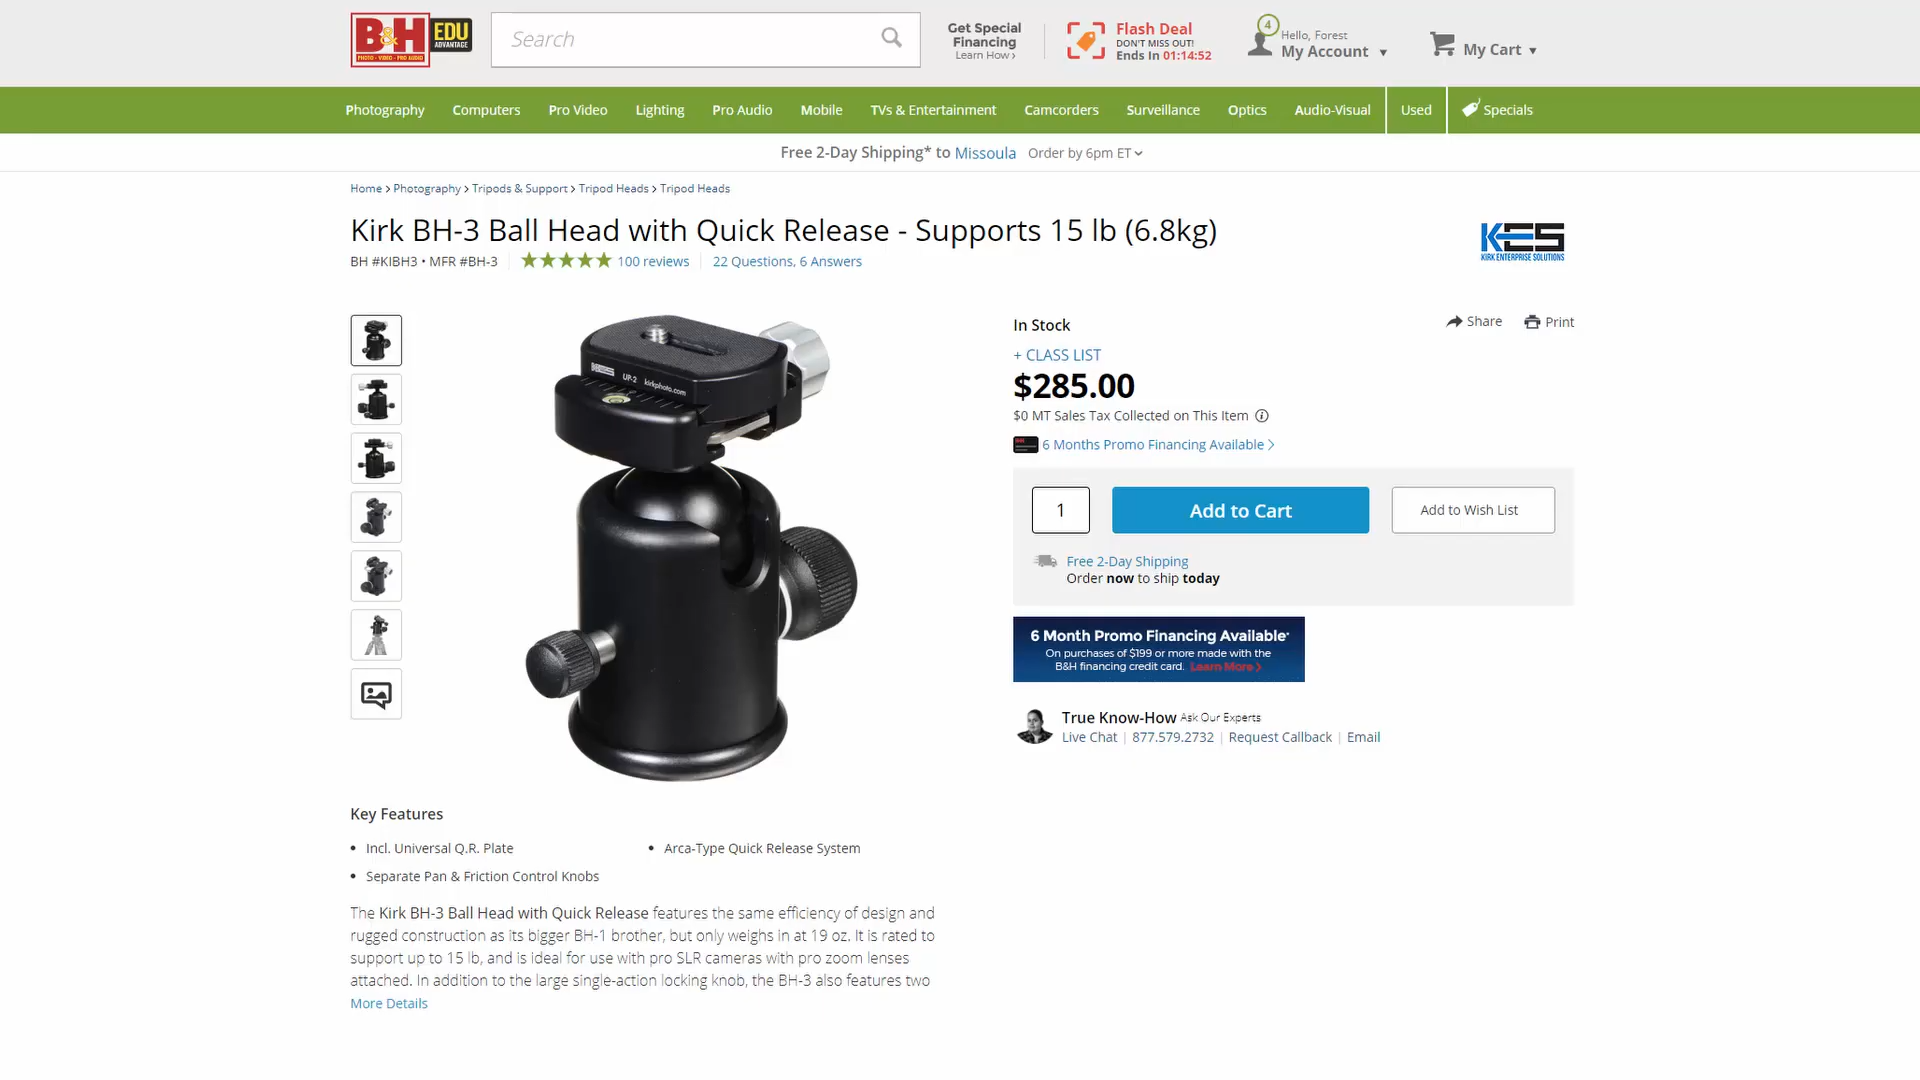 B&H
PHOTO • VIDEO • PRO AUDIO
EDU
ADVANTAGE
Search
Get Special
Financing
Learn How ›
Flash Deal
DON'T MISS OUT!
Ends In 01:14:52
4
Hello, Forest
My Account
My Cart
Photography
Computers
Pro Video
Lighting
Pro Audio
Mobile
TVs & Entertainment
Camcorders
Surveillance
Optics
Audio-Visual
Used
Specials
Free 2-Day Shipping* to Missoula Order by 6pm ET
Home › Photography › Tripods & Support › Tripod Heads › Tripod Heads
Kirk BH-3 Ball Head with Quick Release - Supports 15 lb (6.8kg)
BH #KIBH3 • MFR #BH-3
100 reviews
22 Questions, 6 Answers
KES
KIRK ENTERPRISE SOLUTIONS
UP-2 kirkphoto.com
In Stock
Share
Print
+ CLASS LIST
$285.00
$0 MT Sales Tax Collected on This Item
6 Months Promo Financing Available ›
1
Add to Cart
Add to Wish List
Free 2-Day Shipping
Order now to ship today
6 Month Promo Financing Available*
On purchases of $199 or more made with the
B&H financing credit card. Learn More ›
True Know-How Ask Our Experts
Live Chat | 877.579.2732 | Request Callback | Email
Key Features
• Incl. Universal Q.R. Plate
• Arca-Type Quick Release System
• Separate Pan & Friction Control Knobs
The Kirk BH-3 Ball Head with Quick Release features the same efficiency of design and
rugged construction as its bigger BH-1 brother, but only weighs in at 19 oz. It is rated to
support up to 15 lb, and is ideal for use with pro SLR cameras with pro zoom lenses
attached. In addition to the large single-action locking knob, the BH-3 also features two
More Details